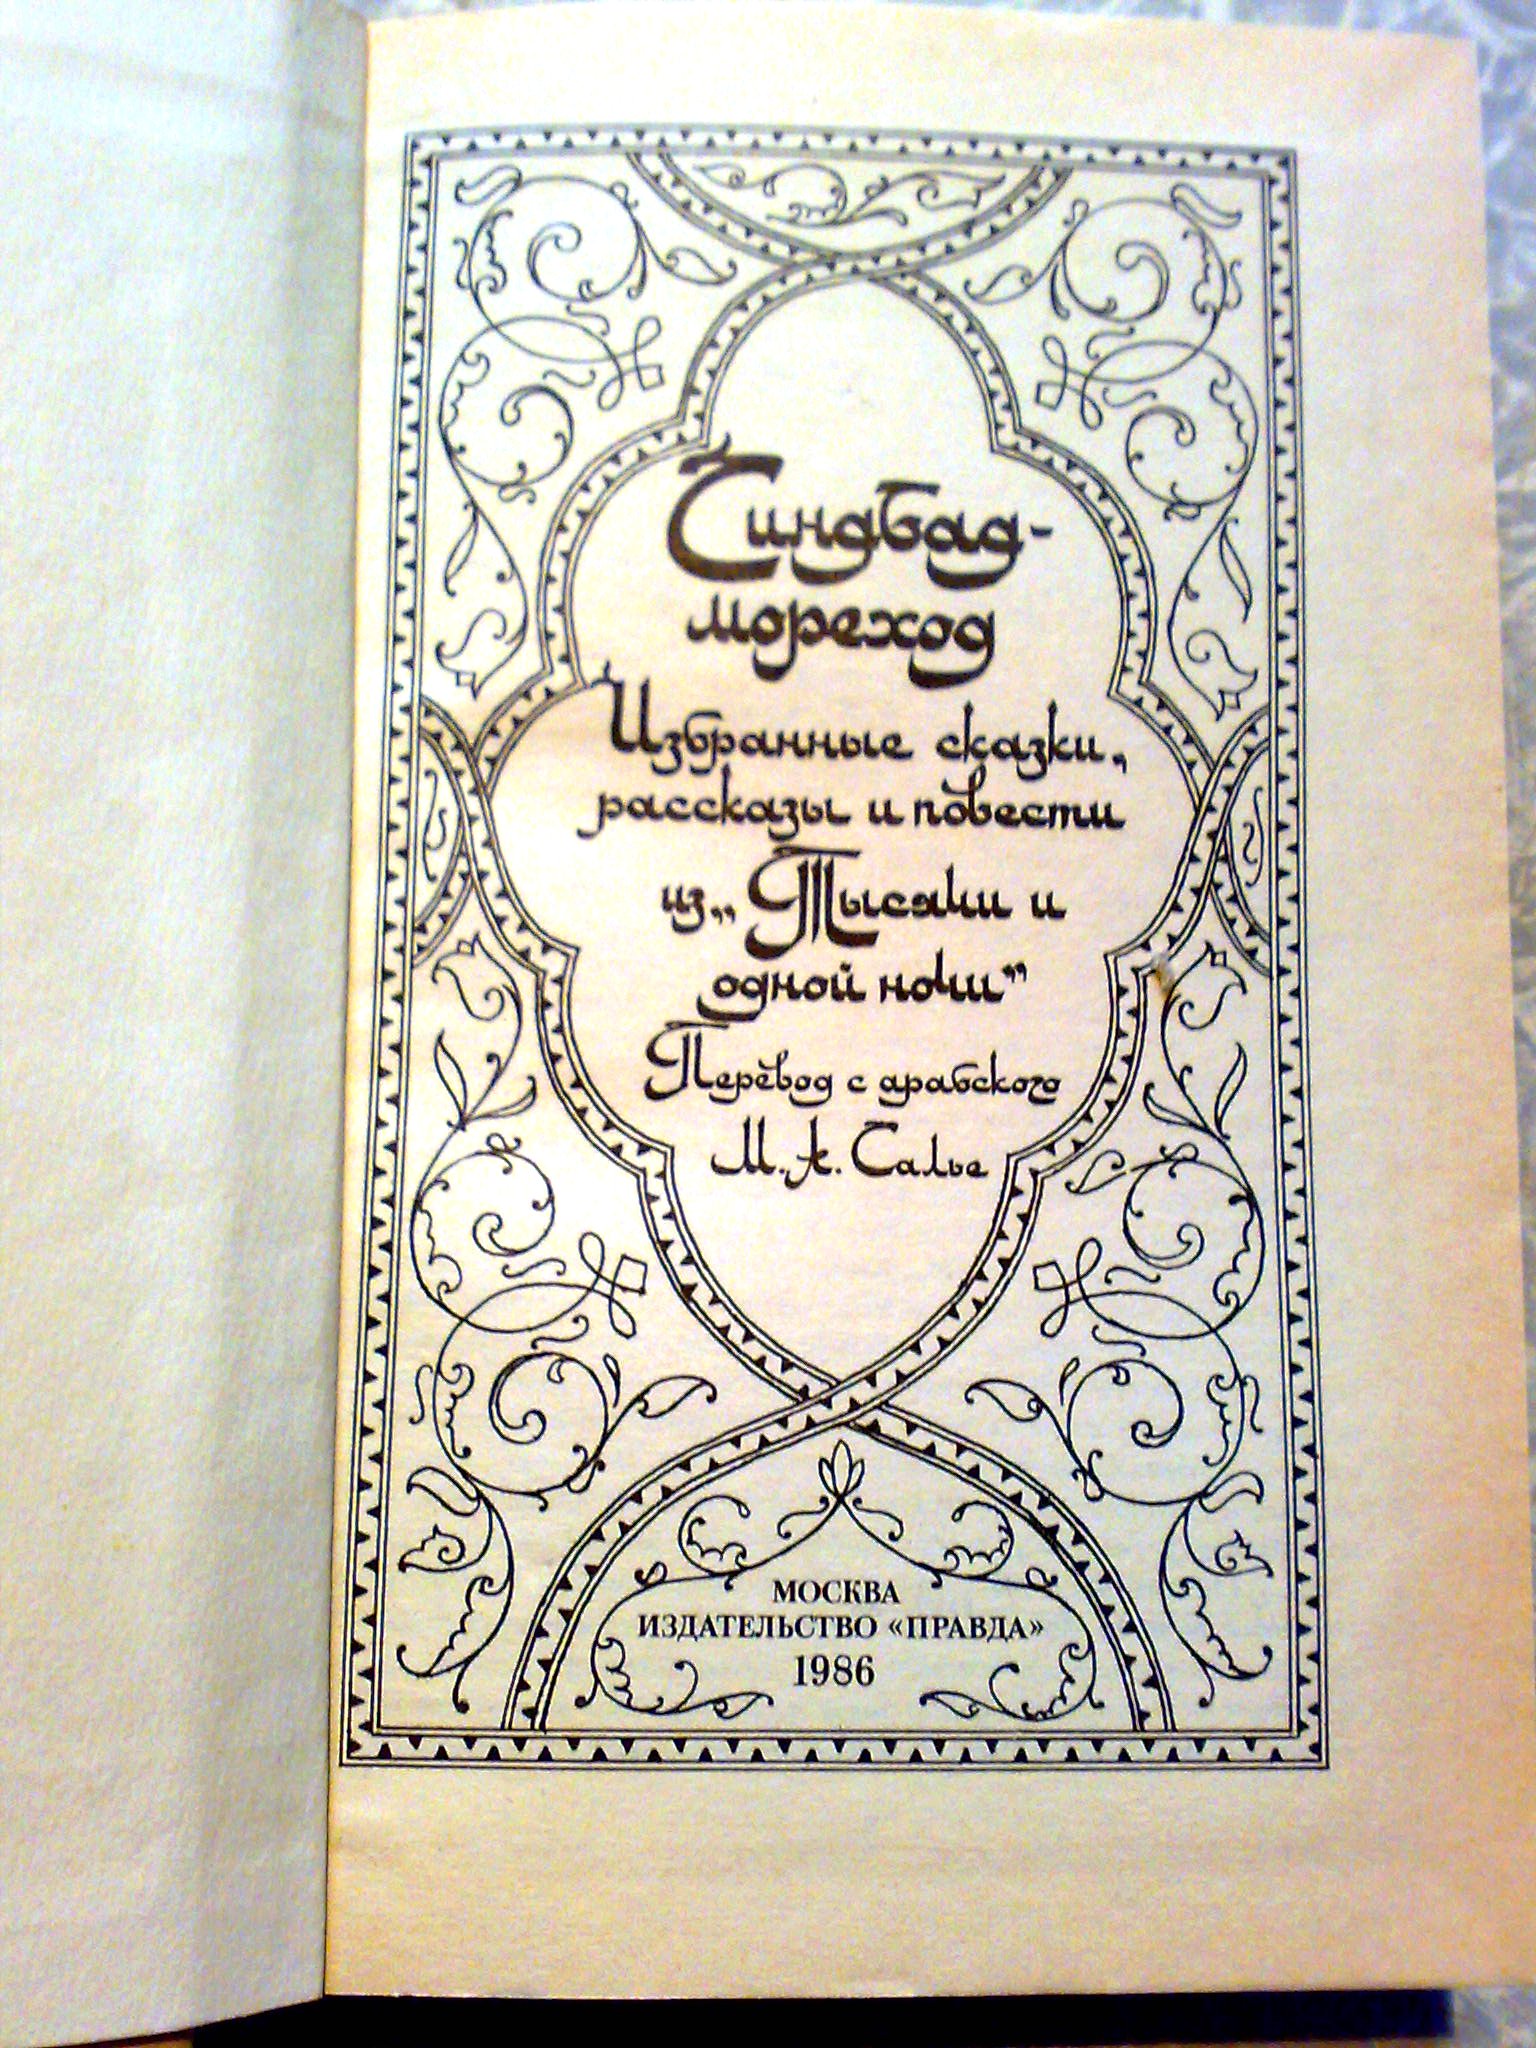 Синдбад-
мореход
Избранные сказки,
рассказы и повести
из „Тысячи и
одной ночи”
Перевод с арабского
М. А. Салье
МОСКВА
ИЗДАТЕЛЬСТВО «ПРАВДА»
1986